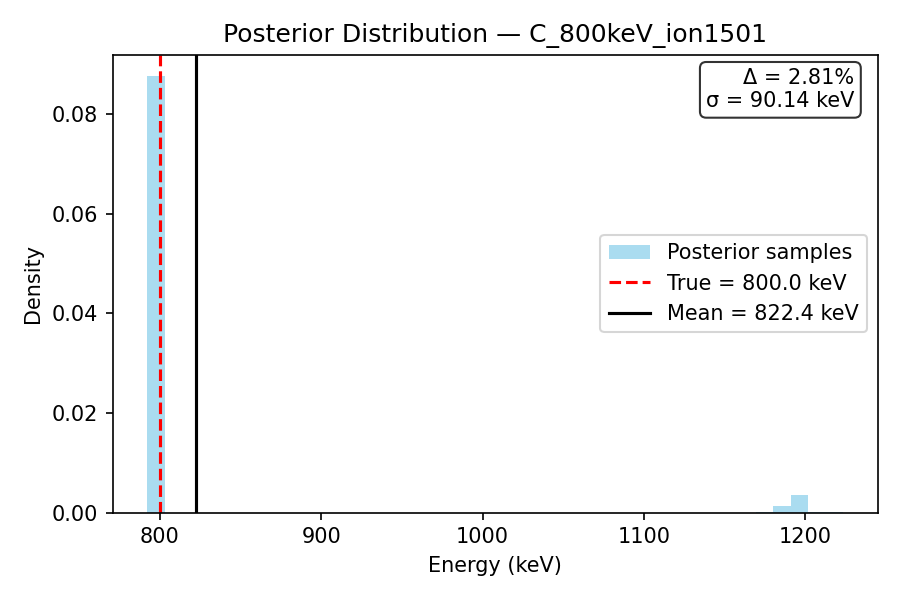 Posterior Distribution — C_800keV_ion1501
Δ = 2.81%
σ = 90.14 keV
Posterior samples
True = 800.0 keV
Mean = 822.4 keV
Density
0.08
0.06
0.04
0.02
0.00
800 900 1000 1100 1200
Energy (keV)